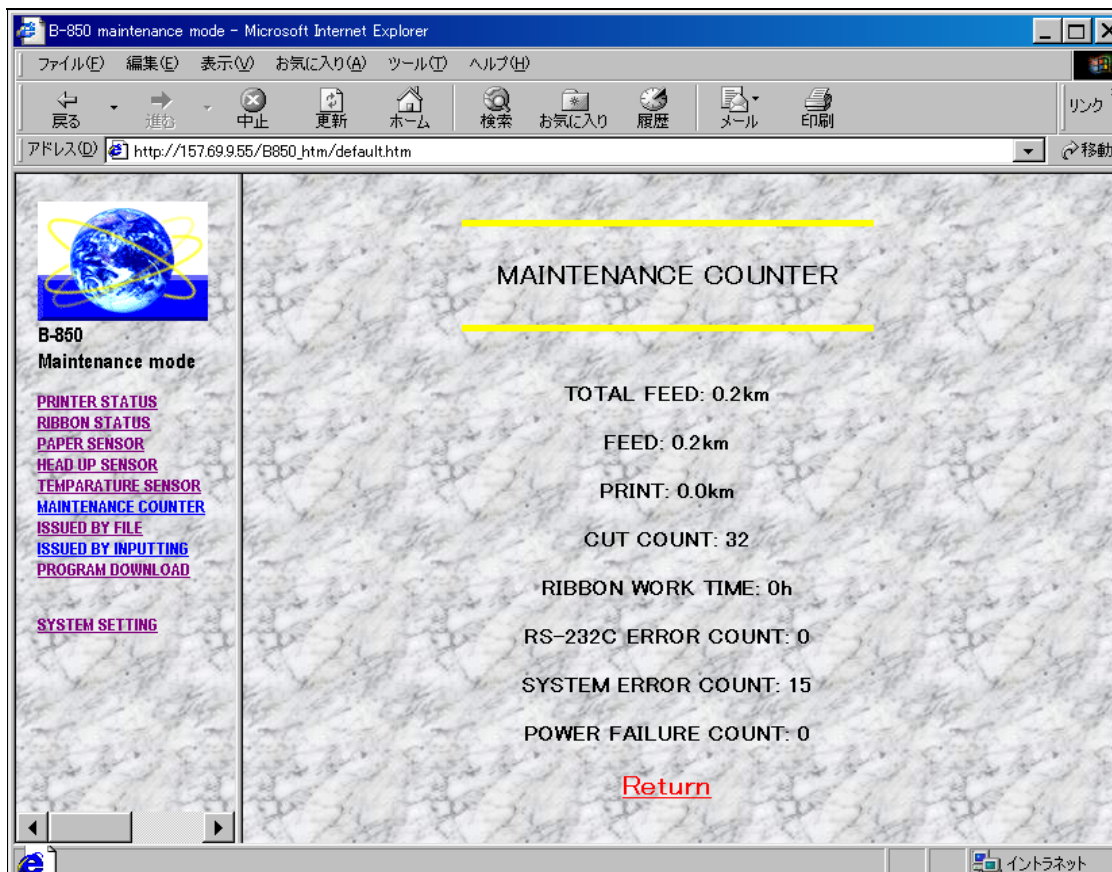 B-850 maintenance mode - Microsoft Internet Explorer
ファイル(F) 編集(E) 表示(V) お気に入り(A) ツール(T) ヘルプ(H)
戻る 進む 中止 更新 ホーム 検索 お気に入り 履歴 メール 印刷 リンク
アドレス(D) http://157.69.9.55/B850_htm/default.htm 移動
B-850
Maintenance mode
PRINTER STATUS
RIBBON STATUS
PAPER SENSOR
HEAD UP SENSOR
TEMPARATURE SENSOR
MAINTENANCE COUNTER
ISSUED BY FILE
ISSUED BY INPUTTING
PROGRAM DOWNLOAD
SYSTEM SETTING
MAINTENANCE COUNTER
TOTAL FEED: 0.2km
FEED: 0.2km
PRINT: 0.0km
CUT COUNT: 32
RIBBON WORK TIME: 0h
RS-232C ERROR COUNT: 0
SYSTEM ERROR COUNT: 15
POWER FAILURE COUNT: 0
Return
イントラネット